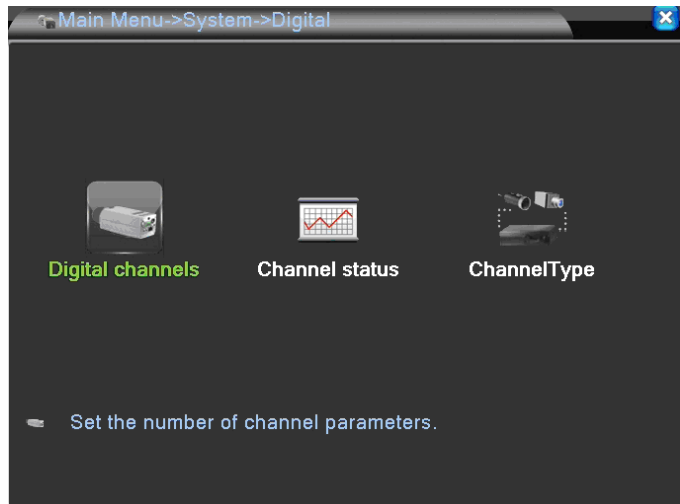 Main Menu->System->Digital
Digital channels
Channel status
ChannelType
Set the number of channel parameters.